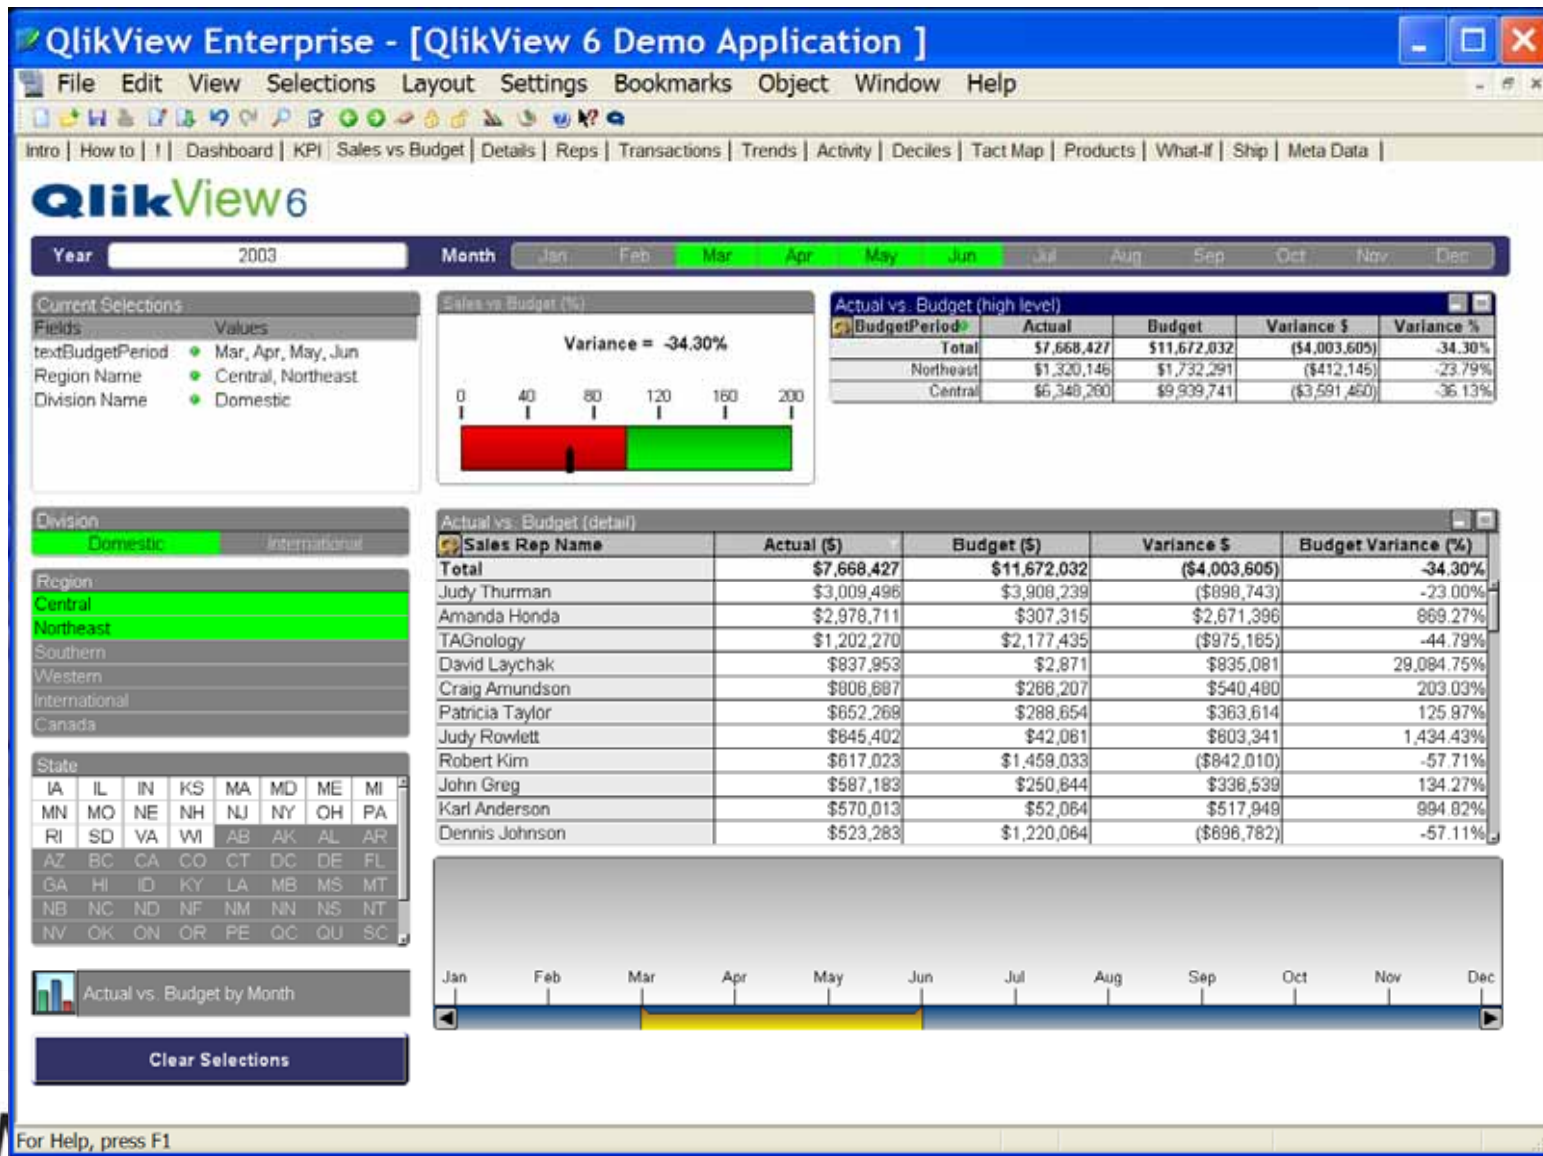 QlikView Enterprise - [QlikView 6 Demo Application ]
File Edit View Selections Layout Settings Bookmarks Object Window Help
Intro | How to | ! | Dashboard | KPI | Sales vs Budget | Details | Reps | Transactions | Trends | Activity | Deciles | Tact Map | Products | What-If | Ship | Meta Data |
QlikView6
Year 2003 Month Jan Feb Mar Apr May Jun Jul Aug Sep Oct Nov Dec
Current Selections
Fields Values
textBudgetPeriod Mar, Apr, May, Jun
Region Name Central, Northeast
Division Name Domestic
Sales vs Budget (%)
Variance = -34.30%
0 40 80 120 160 200
Actual vs. Budget (high level)
BudgetPeriod Actual Budget Variance $ Variance %
Total $7,668,427 $11,672,032 ($4,003,605) -34.30%
Northeast $1,320,146 $1,732,291 ($412,145) -23.79%
Central $6,348,280 $9,939,741 ($3,591,460) -36.13%
Division
Domestic International
Region
Central
Northeast
Southern
Western
International
Canada
State
IA IL IN KS MA MD ME MI
MN MO NE NH NJ NY OH PA
RI SD VA WI AB AK AL AR
AZ BC CA CO CT DC DE FL
GA HI ID KY LA MB MS MT
NB NC ND NF NM NN NS NT
NV OK ON OR PE QC QU SC
Actual vs. Budget by Month
Clear Selections
Actual vs. Budget (detail)
Sales Rep Name Actual ($) Budget ($) Variance $ Budget Variance (%)
Total $7,668,427 $11,672,032 ($4,003,605) -34.30%
Judy Thurman $3,009,496 $3,908,239 ($898,743) -23.00%
Amanda Honda $2,978,711 $307,315 $2,671,396 869.27%
TAGnology $1,202,270 $2,177,435 ($975,165) -44.79%
David Laychak $837,953 $2,871 $835,081 29,084.75%
Craig Amundson $806,687 $266,207 $540,480 203.03%
Patricia Taylor $652,269 $288,654 $363,614 125.97%
Judy Rowlett $645,402 $42,061 $603,341 1,434.43%
Robert Kim $617,023 $1,459,033 ($842,010) -57.71%
John Greg $587,183 $250,644 $336,539 134.27%
Karl Anderson $570,013 $52,064 $517,949 994.82%
Dennis Johnson $523,283 $1,220,064 ($696,782) -57.11%
Jan Feb Mar Apr May Jun Jul Aug Sep Oct Nov Dec
For Help, press F1